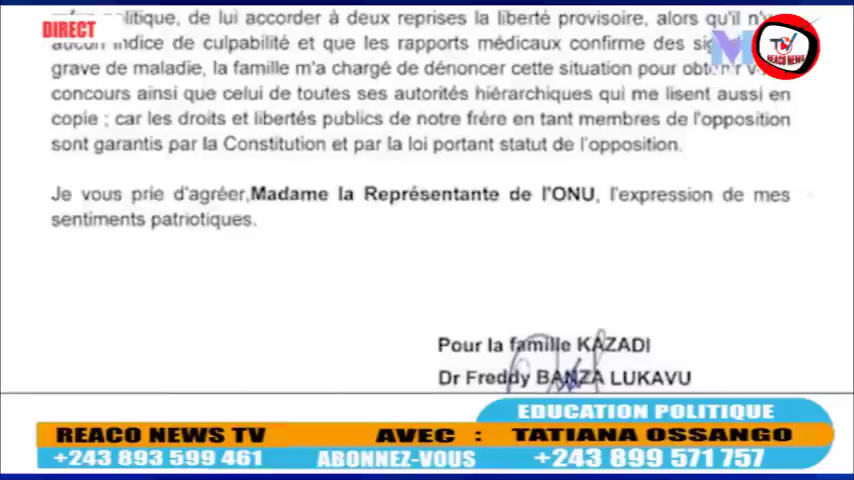 DIRECT
politique, de lui accorder à deux reprises la liberté provisoire, alors qu'il
aucun indice de culpabilité et que les rapports médicaux confirme des
grave de maladie, la famille m'a chargé de dénoncer cette situation pour obtenir
concours ainsi que celui de toutes ses autorités hiérarchiques qui me lisent aussi en
copie ; car les droits et libertés publics de notre frère en tant membres de l'opposition
sont garantis par la Constitution et par la loi portant statut de l'opposition.
Je vous prie d'agréer,Madame la Représentante de l'ONU, l'expression de mes
sentiments patriotiques.
Pour la famille KAZADI
Dr Freddy BANZA LUKAVU
M
TV
REACO NEWS
EDUCATION POLITIQUE
REACO NEWS TV AVEC : TATIANA OSSANGO
+243 893 599 461 ABONNEZ-VOUS +243 899 571 757